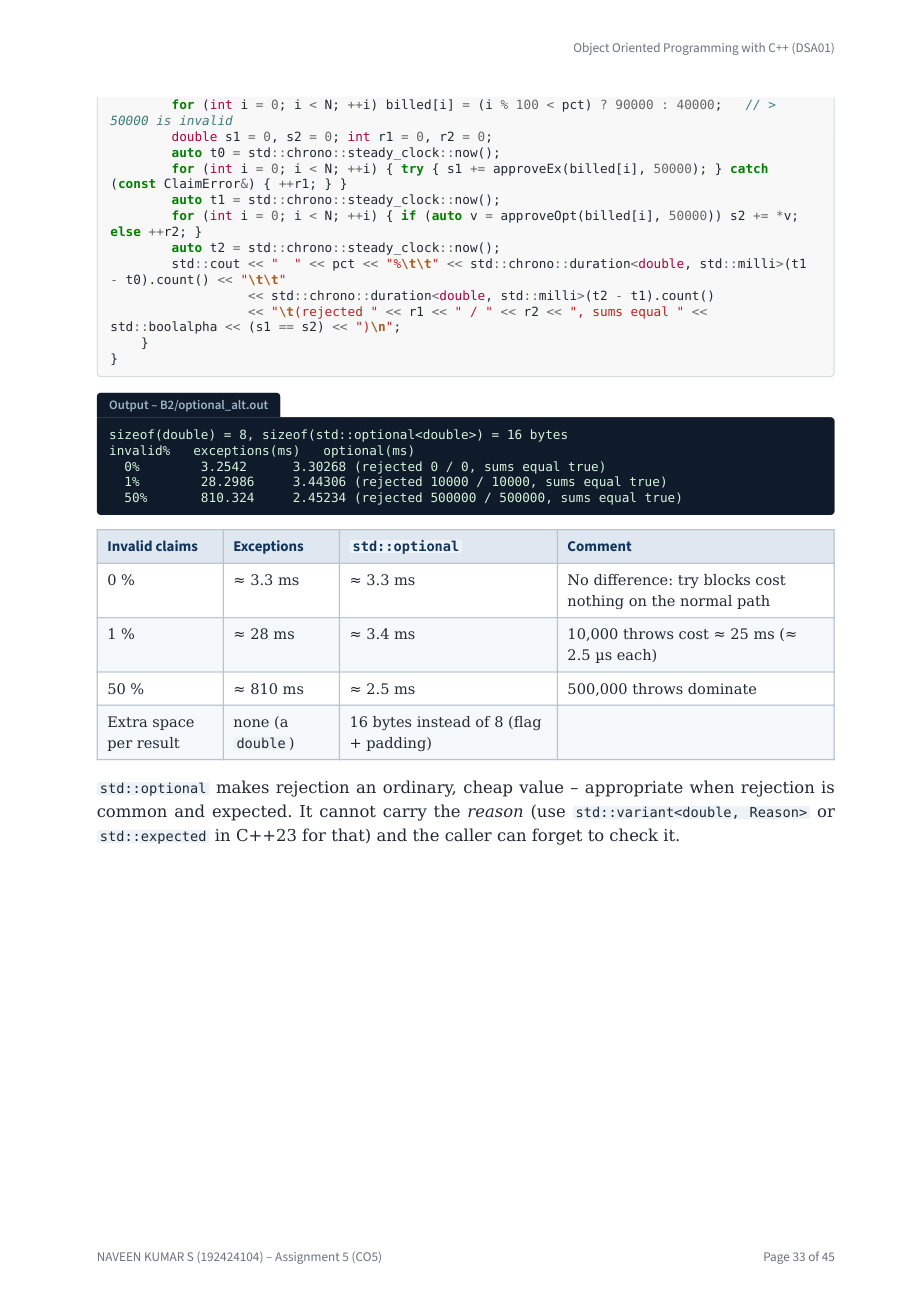 Object Oriented Programming with C++ (DSA01)
for (int i = 0; i < N; ++i) billed[i] = (i % 100 < pct) ? 90000 : 40000;   // >
50000 is invalid
double s1 = 0, s2 = 0; int r1 = 0, r2 = 0;
auto t0 = std::chrono::steady_clock::now();
for (int i = 0; i < N; ++i) { try { s1 += approveEx(billed[i], 50000); } catch
(const ClaimError&) { ++r1; } }
auto t1 = std::chrono::steady_clock::now();
for (int i = 0; i < N; ++i) { if (auto v = approveOpt(billed[i], 50000)) s2 += *v;
else ++r2; }
auto t2 = std::chrono::steady_clock::now();
std::cout << "  " << pct << "%\t\t" << std::chrono::duration<double, std::milli>(t1
- t0).count() << "\t\t"
<< std::chrono::duration<double, std::milli>(t2 - t1).count()
<< "\t(rejected " << r1 << " / " << r2 << ", sums equal " <<
std::boolalpha << (s1 == s2) << ")\n";
}
}
Output – B2/optional_alt.out
sizeof(double) = 8, sizeof(std::optional<double>) = 16 bytes
invalid%   exceptions(ms)   optional(ms)
0%        3.2542      3.30268 (rejected 0 / 0, sums equal true)
1%        28.2986     3.44306 (rejected 10000 / 10000, sums equal true)
50%       810.324     2.45234 (rejected 500000 / 500000, sums equal true)
Invalid claims Exceptions std::optional Comment
0 % ≈ 3.3 ms ≈ 3.3 ms No difference: try blocks cost
nothing on the normal path
1 % ≈ 28 ms ≈ 3.4 ms 10,000 throws cost ≈ 25 ms (≈
2.5 µs each)
50 % ≈ 810 ms ≈ 2.5 ms 500,000 throws dominate
Extra space none (a 16 bytes instead of 8 (flag
per result double) + padding)
std::optional makes rejection an ordinary, cheap value – appropriate when rejection is
common and expected. It cannot carry the reason (use std::variant<double, Reason> or
std::expected in C++23 for that) and the caller can forget to check it.
NAVEEN KUMAR S (192424104) – Assignment 5 (CO5) Page 33 of 45